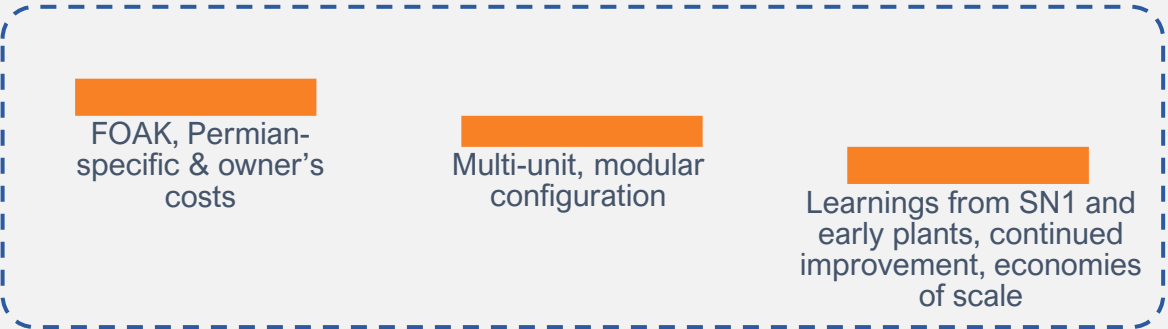 FOAK, Permian-
specific & owner's
costs
Multi-unit, modular
configuration
Learnings from SN1 and
early plants, continued
improvement, economies
of scale